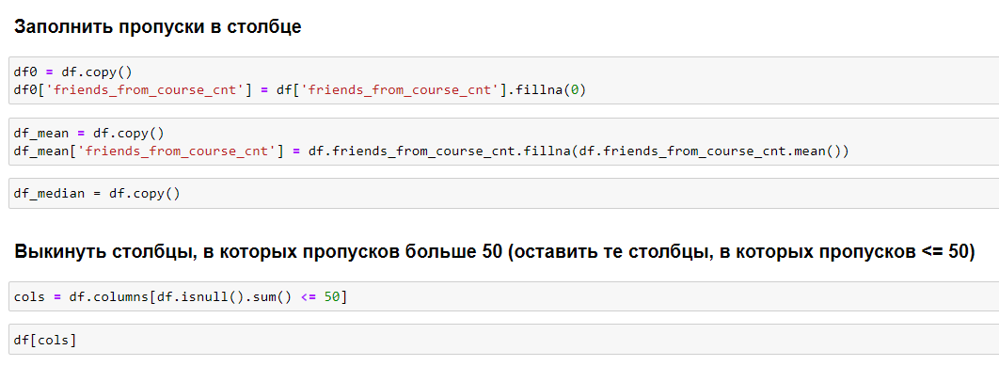 Заполнить пропуски в столбце
df0 = df.copy()
df0['friends_from_course_cnt'] = df['friends_from_course_cnt'].fillna(0)
df_mean = df.copy()
df_mean['friends_from_course_cnt'] = df.friends_from_course_cnt.fillna(df.friends_from_course_cnt.mean())
df_median = df.copy()
Выкинуть столбцы, в которых пропусков больше 50 (оставить те столбцы, в которых пропусков <= 50)
cols = df.columns[df.isnull().sum() <= 50]
df[cols]